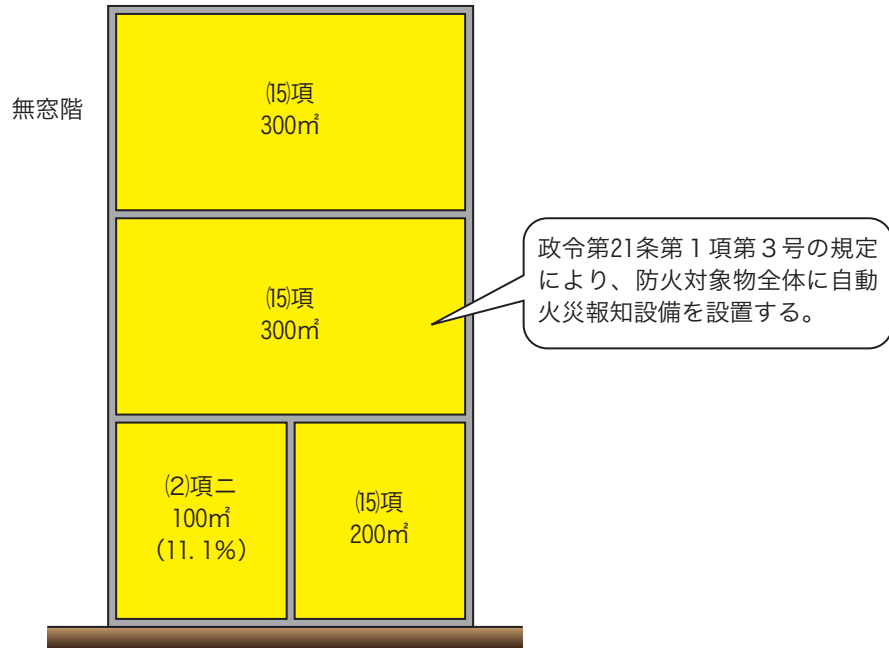 無窓階
⒂項
300㎡
⒂項
300㎡
政令第21条第１項第３号の規定
により、防火対象物全体に自動
火災報知設備を設置する。
⑵項ニ
100㎡
（11. 1%）
⒂項
200㎡